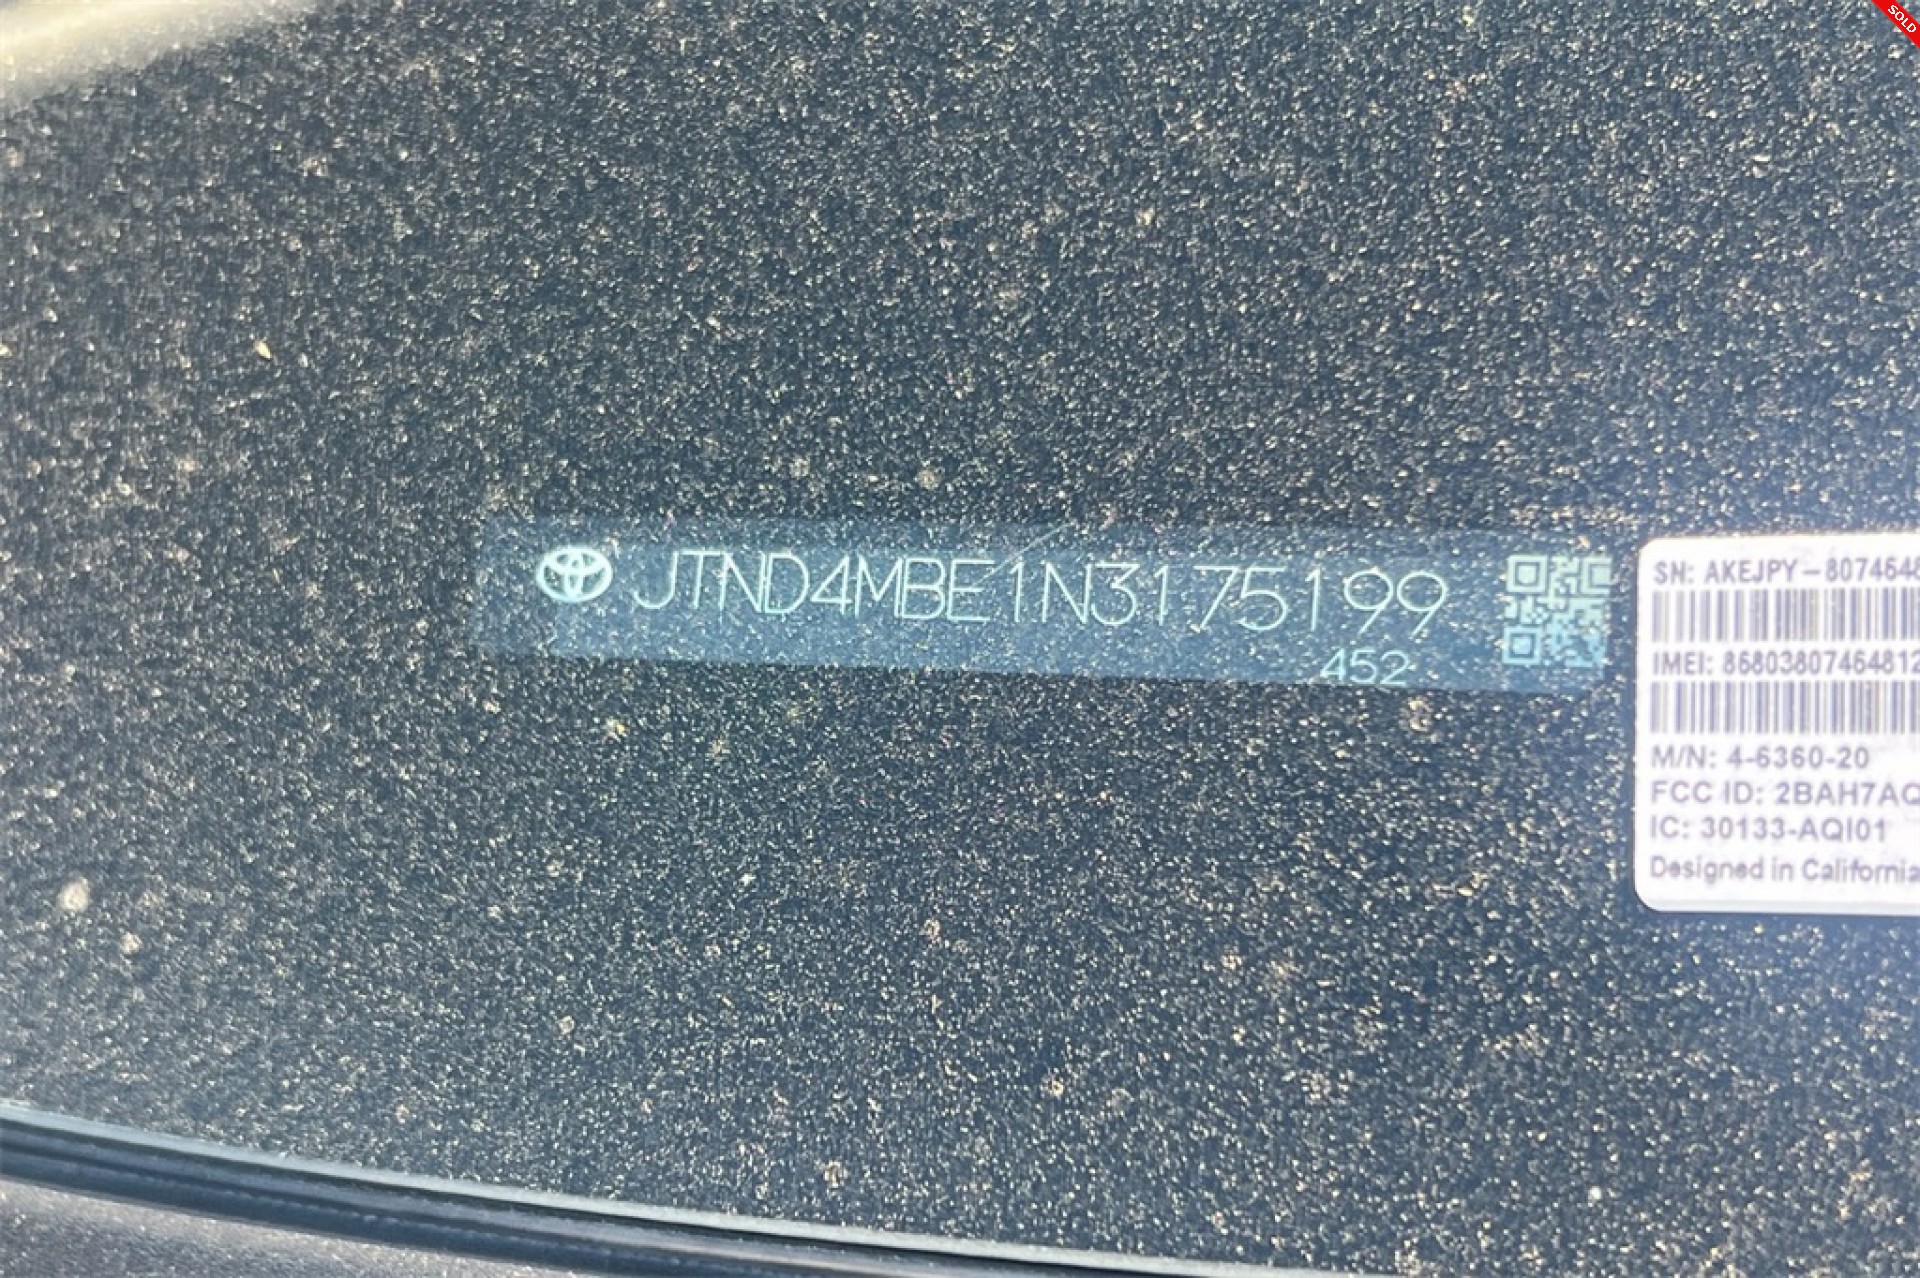 SOLD
JTND4MBE1N3175199
452
SN: AKEJPY-8074648
IMEI: 86803807464812
M/N: 4-6360-20
FCC ID: 2BAH7AQ
IC: 30133-AQI01
Designed in California